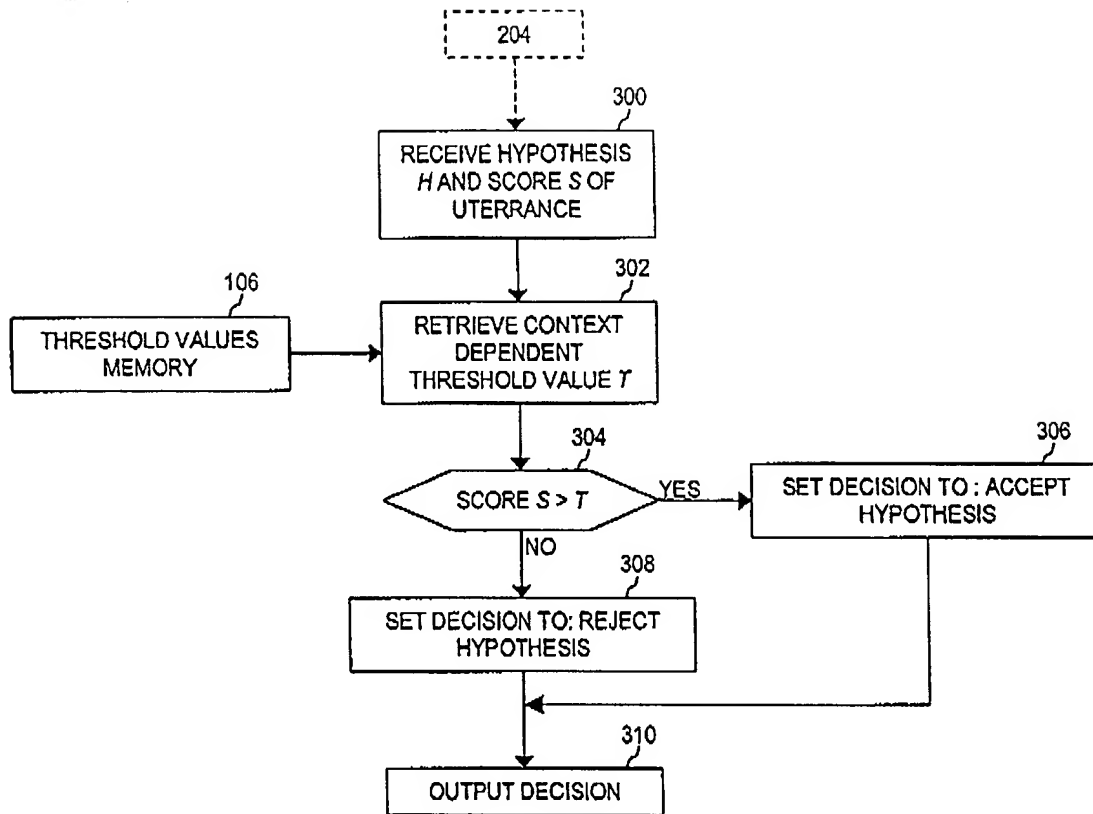 204
300
RECEIVE HYPOTHESIS
H AND SCORE S OF
UTERRANCE
302
106
THRESHOLD VALUES
MEMORY
RETRIEVE CONTEXT
DEPENDENT
THRESHOLD VALUE T
304
306
SCORE S > T
YES
SET DECISION TO : ACCEPT
HYPOTHESIS
NO
308
SET DECISION TO: REJECT
HYPOTHESIS
310
OUTPUT DECISION